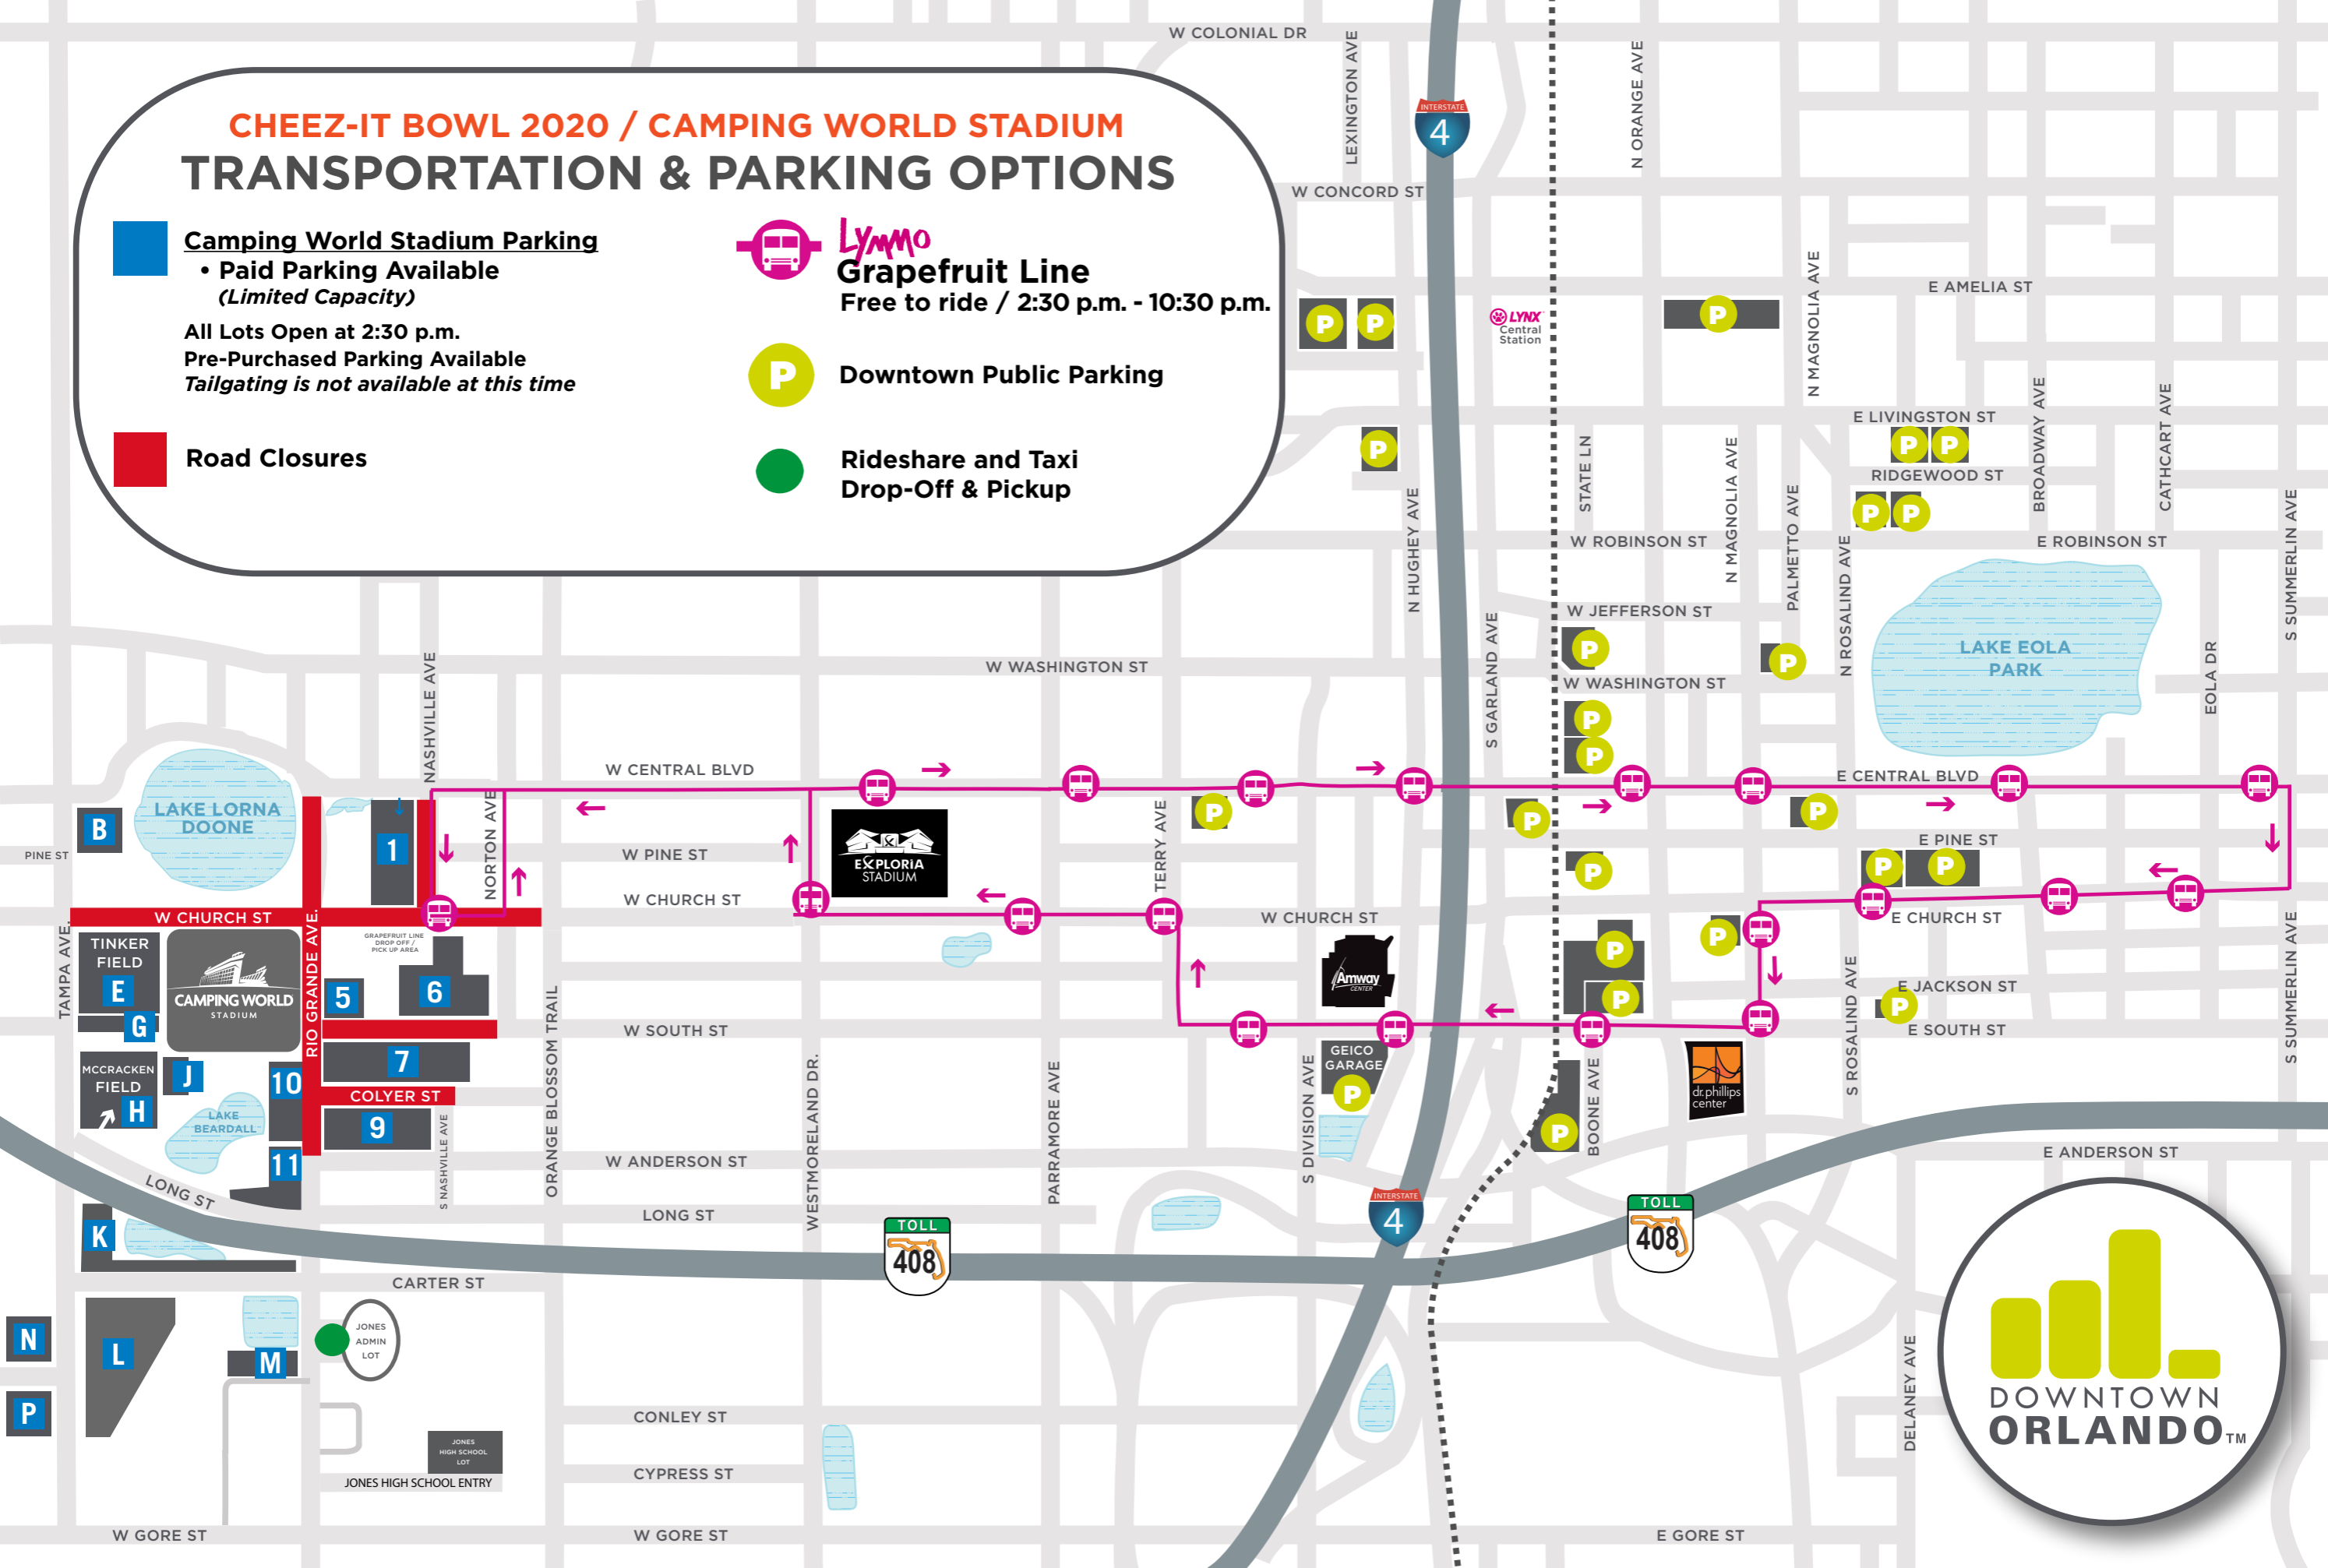 W COLONIAL DR
LEXINGTON AVE
INTERSTATE
4
N ORANGE AVE
CHEEZ-IT BOWL 2020 / CAMPING WORLD STADIUM
TRANSPORTATION & PARKING OPTIONS
Camping World Stadium Parking
• Paid Parking Available
(Limited Capacity)
All Lots Open at 2:30 p.m.
Pre-Purchased Parking Available
Tailgating is not available at this time
Road Closures
LYMMO
Grapefruit Line
Free to ride / 2:30 p.m. - 10:30 p.m.
P
Downtown Public Parking
Rideshare and Taxi
Drop-Off & Pickup
W CONCORD ST
N MAGNOLIA AVE
E AMELIA ST
P
P
LYNX
Central
Station
P
E LIVINGSTON ST
P
P
P
RIDGEWOOD ST
BROADWAY AVE
CATHCART AVE
STATE LN
N HUGHEY AVE
N MAGNOLIA AVE
PALMETTO AVE
P
P
S SUMMERLIN AVE
W ROBINSON ST
E ROBINSON ST
N ROSALIND AVE
W JEFFERSON ST
S GARLAND AVE
P
P
LAKE EOLA
PARK
EOLA DR
W WASHINGTON ST
W WASHINGTON ST
NASHVILLE AVE
P
P
W CENTRAL BLVD
E CENTRAL BLVD
LAKE LORNA
DOONE
B
1
NORTON AVE
EXPLORIA
STADIUM
TERRY AVE
P
P
P
PINE ST
W PINE ST
E PINE ST
P
P
P
W CHURCH ST
W CHURCH ST
W CHURCH ST
E CHURCH ST
TAMPA AVE.
TINKER
FIELD
E
G
CAMPING WORLD
STADIUM
RIO GRANDE AVE.
GRAPEFRUIT LINE
DROP OFF /
PICK UP AREA
5
6
Amway
CENTER
P
P
P
E JACKSON ST
P
W SOUTH ST
E SOUTH ST
S ROSALIND AVE
S SUMMERLIN AVE
MCCRACKEN
FIELD
H
J
10
7
COLYER ST
9
LAKE
BEARDALL
11
S NASHVILLE AVE
ORANGE BLOSSOM TRAIL
WESTMORELAND DR.
PARRAMORE AVE
S DIVISION AVE
GEICO
GARAGE
P
P
BOONE AVE
dr.phillips
center
W ANDERSON ST
E ANDERSON ST
LONG ST
LONG ST
K
TOLL
408
INTERSTATE
4
TOLL
408
CARTER ST
N
L
M
P
JONES
ADMIN
LOT
CONLEY ST
JONES
HIGH SCHOOL
LOT
JONES HIGH SCHOOL ENTRY
CYPRESS ST
DELANEY AVE
DOWNTOWN
ORLANDO TM
W GORE ST
W GORE ST
E GORE ST